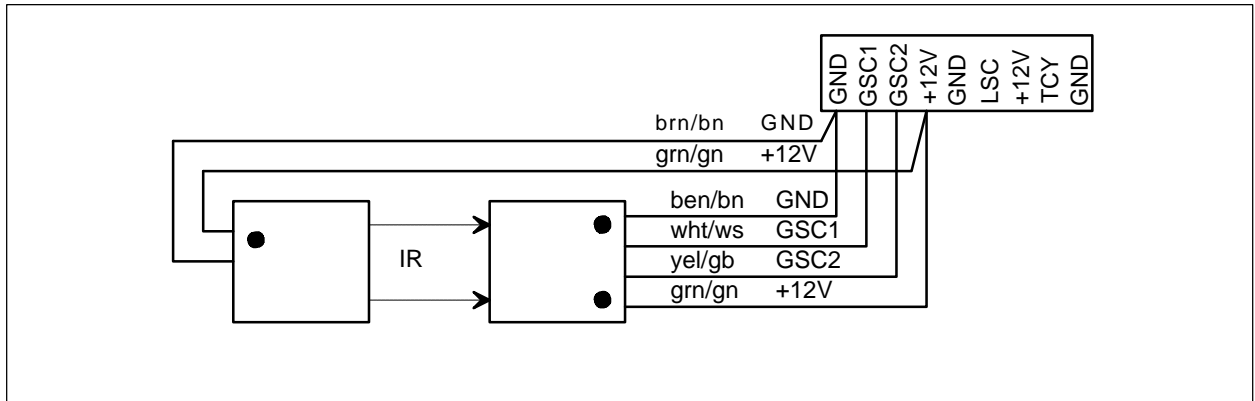 GND GSC1 GSC2 +12V GND LSC +12V TCY GND
brn/bn GND
grn/gn +12V
ben/bn GND
wht/ws GSC1
IR
yel/gb GSC2
grn/gn +12V